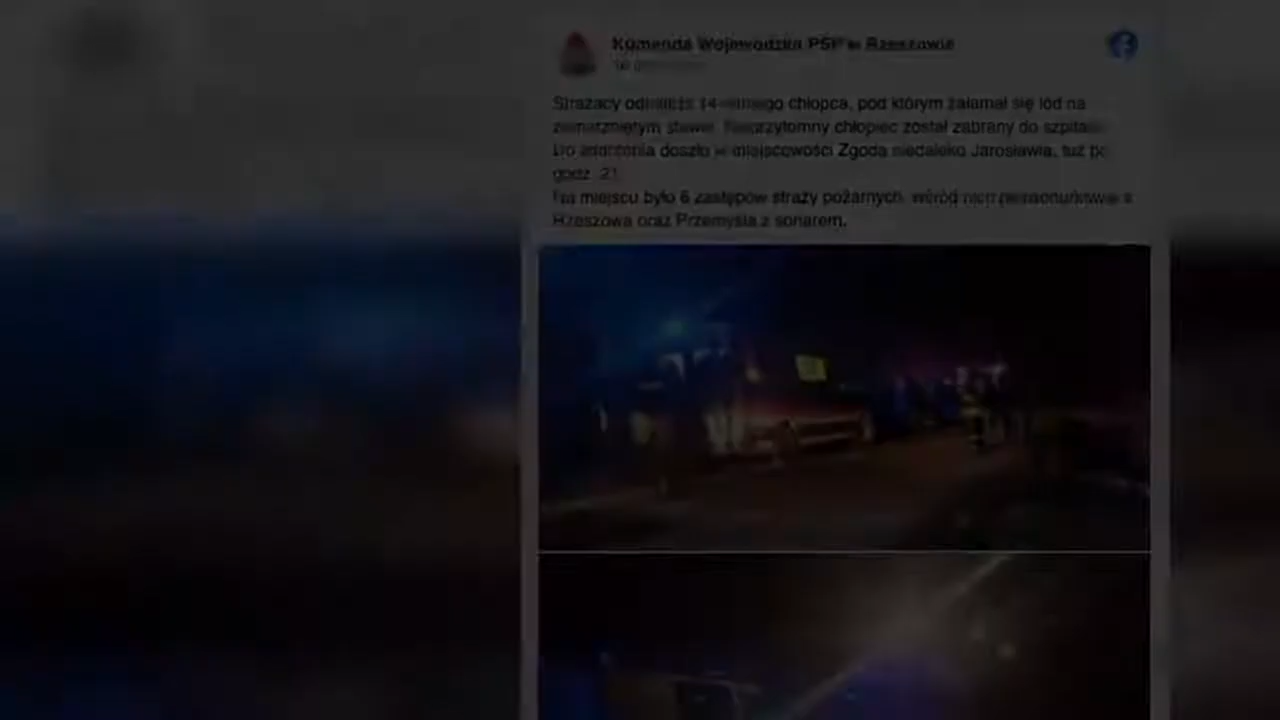 Komenda Wojewódzka PSP w Rzeszowie
Strażacy 14-letniego chłopca, pod którym załamał się lód na
zamarzniętym stawie. Nieprzytomny chłopiec został zabrany do szpitala.
Do zdarzenia doszło w miejscowości Zgoda niedaleko Jarosławia, tuż po
godz. 21.
Na miejscu było 6 zastępów straży pożarnych, wśród nich z
Rzeszowa oraz Przemyśla z sonarem.